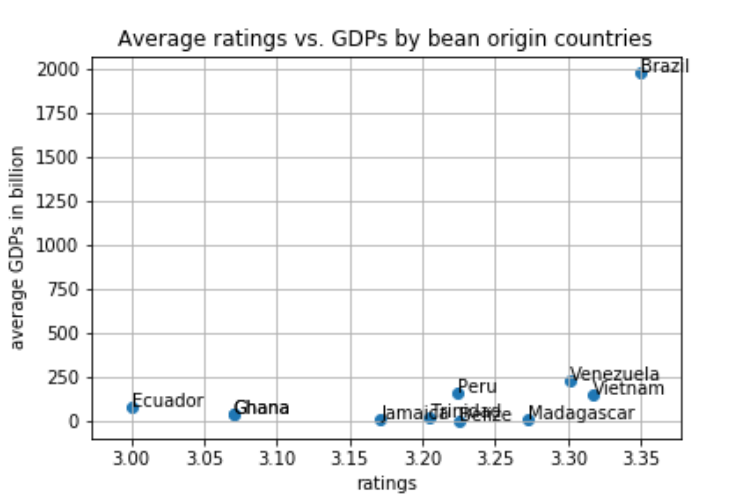 Average ratings vs. GDPs by bean origin countries
2000
1750
1500
1250
1000
750
500
250
0
average GDPs in billion
Brazil
Venezuela
Vietnam
Peru
Ecuador
Ghana
Jamaica
Trinidad
Belize
Madagascar
3.00 3.05 3.10 3.15 3.20 3.25 3.30 3.35
ratings